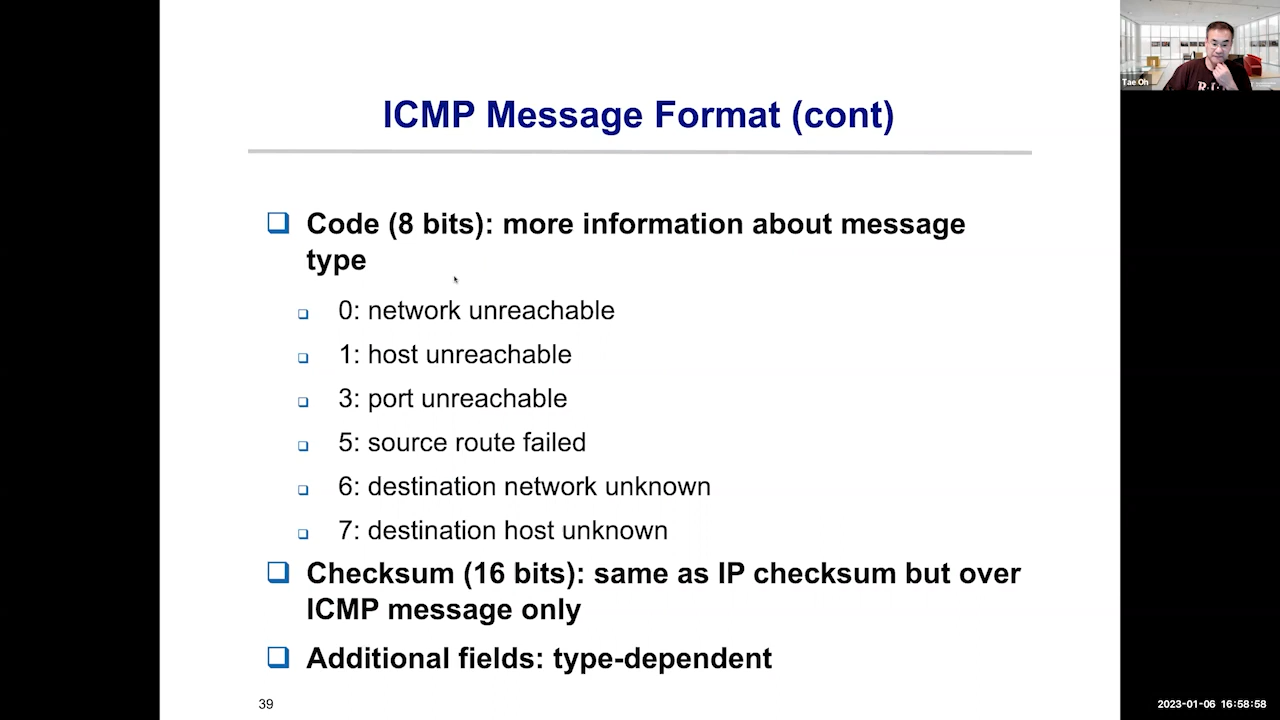 Tae Oh
ICMP Message Format (cont)
Code (8 bits): more information about message
type
0: network unreachable
1: host unreachable
3: port unreachable
5: source route failed
6: destination network unknown
7: destination host unknown
Checksum (16 bits): same as IP checksum but over
ICMP message only
Additional fields: type-dependent
39
2023-01-06 16:58:58